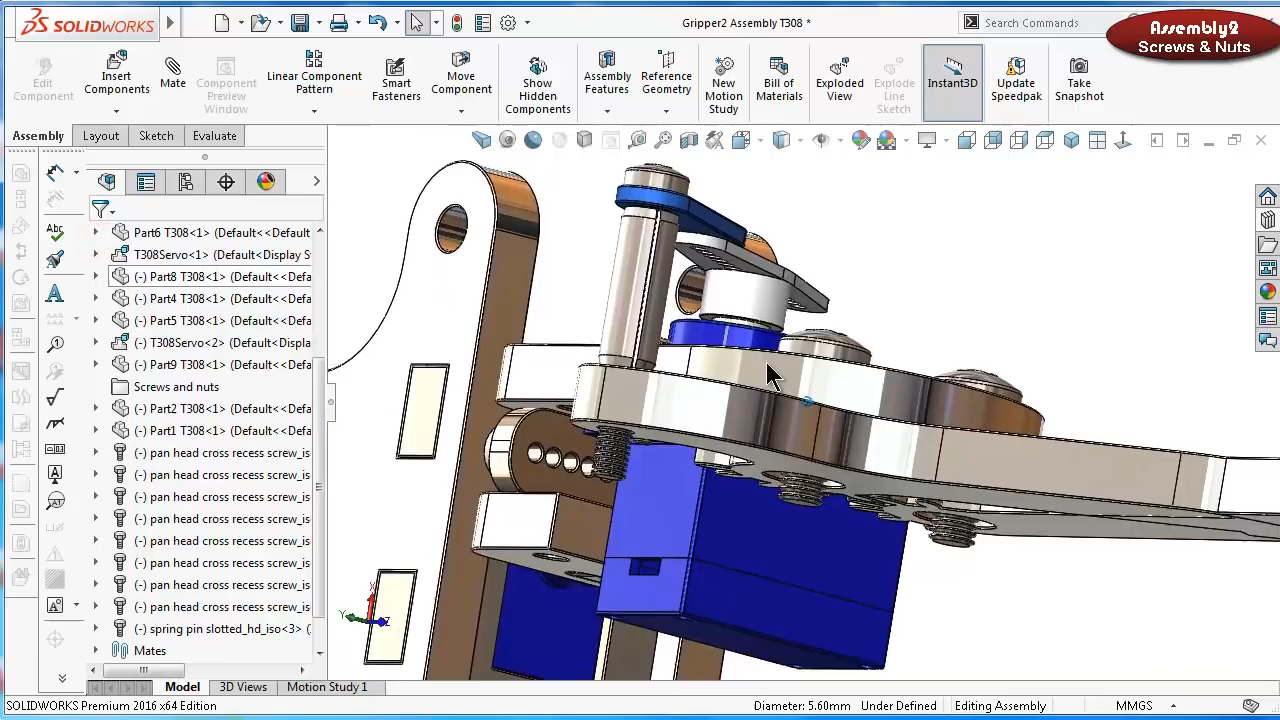 SOLIDWORKS
Gripper2 Assembly T308 *
Search Commands
Assembly2
Screws & Nuts
Edit
Component
Insert
Components
Mate
Component
Preview
Window
Linear Component
Pattern
Smart
Fasteners
Move
Component
Show
Hidden
Components
Assembly
Features
Reference
Geometry
New
Motion
Study
Bill of
Materials
Exploded
View
Explode
Line
Sketch
Instant3D
Update
Speedpak
Take
Snapshot
Assembly
Layout
Sketch
Evaluate
Part6 T308<1> (Default<<Default
T308Servo<1> (Default<Display S
(-) Part8 T308<1> (Default<<Defa
(-) Part4 T308<1> (Default<<Defa
(-) Part5 T308<1> (Default<<Defa
(-) T308Servo<2> (Default<Displa
(-) Part9 T308<1> (Default<<Defa
Screws and nuts
(-) Part2 T308<1> (Default<<Defa
(-) Part1 T308<1> (Default<<Defa
(-) pan head cross recess screw_is
(-) pan head cross recess screw_is
(-) pan head cross recess screw_is
(-) pan head cross recess screw_is
(-) pan head cross recess screw_is
(-) pan head cross recess screw_is
(-) pan head cross recess screw_is
(-) pan head cross recess screw_is
(-) spring pin slotted_hd_iso<3> (
Mates
Abc
X
Y
Z
Model
3D Views
Motion Study 1
SOLIDWORKS Premium 2016 x64 Edition
Diameter: 5.60mm
Under Defined
Editing Assembly
MMGS